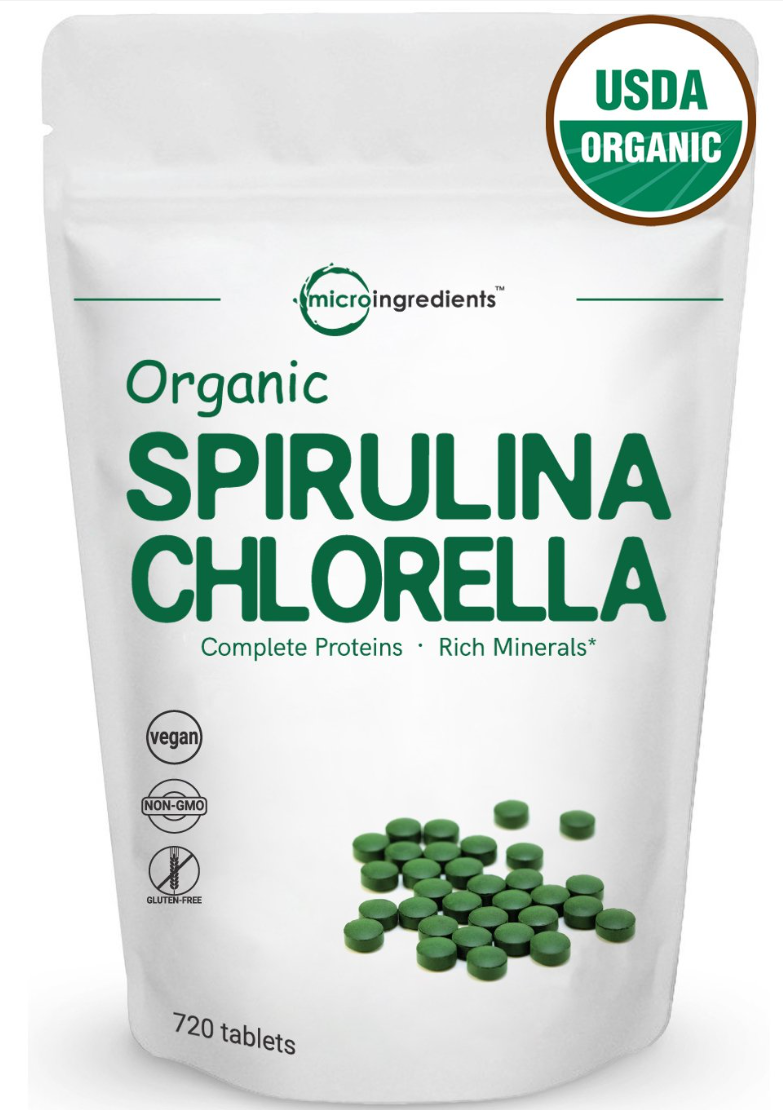 USDA
ORGANIC
microingredients™
Organic
SPIRULINA
CHLORELLA
Complete Proteins · Rich Minerals*
vegan
NON-GMO
GLUTEN-FREE
720 tablets